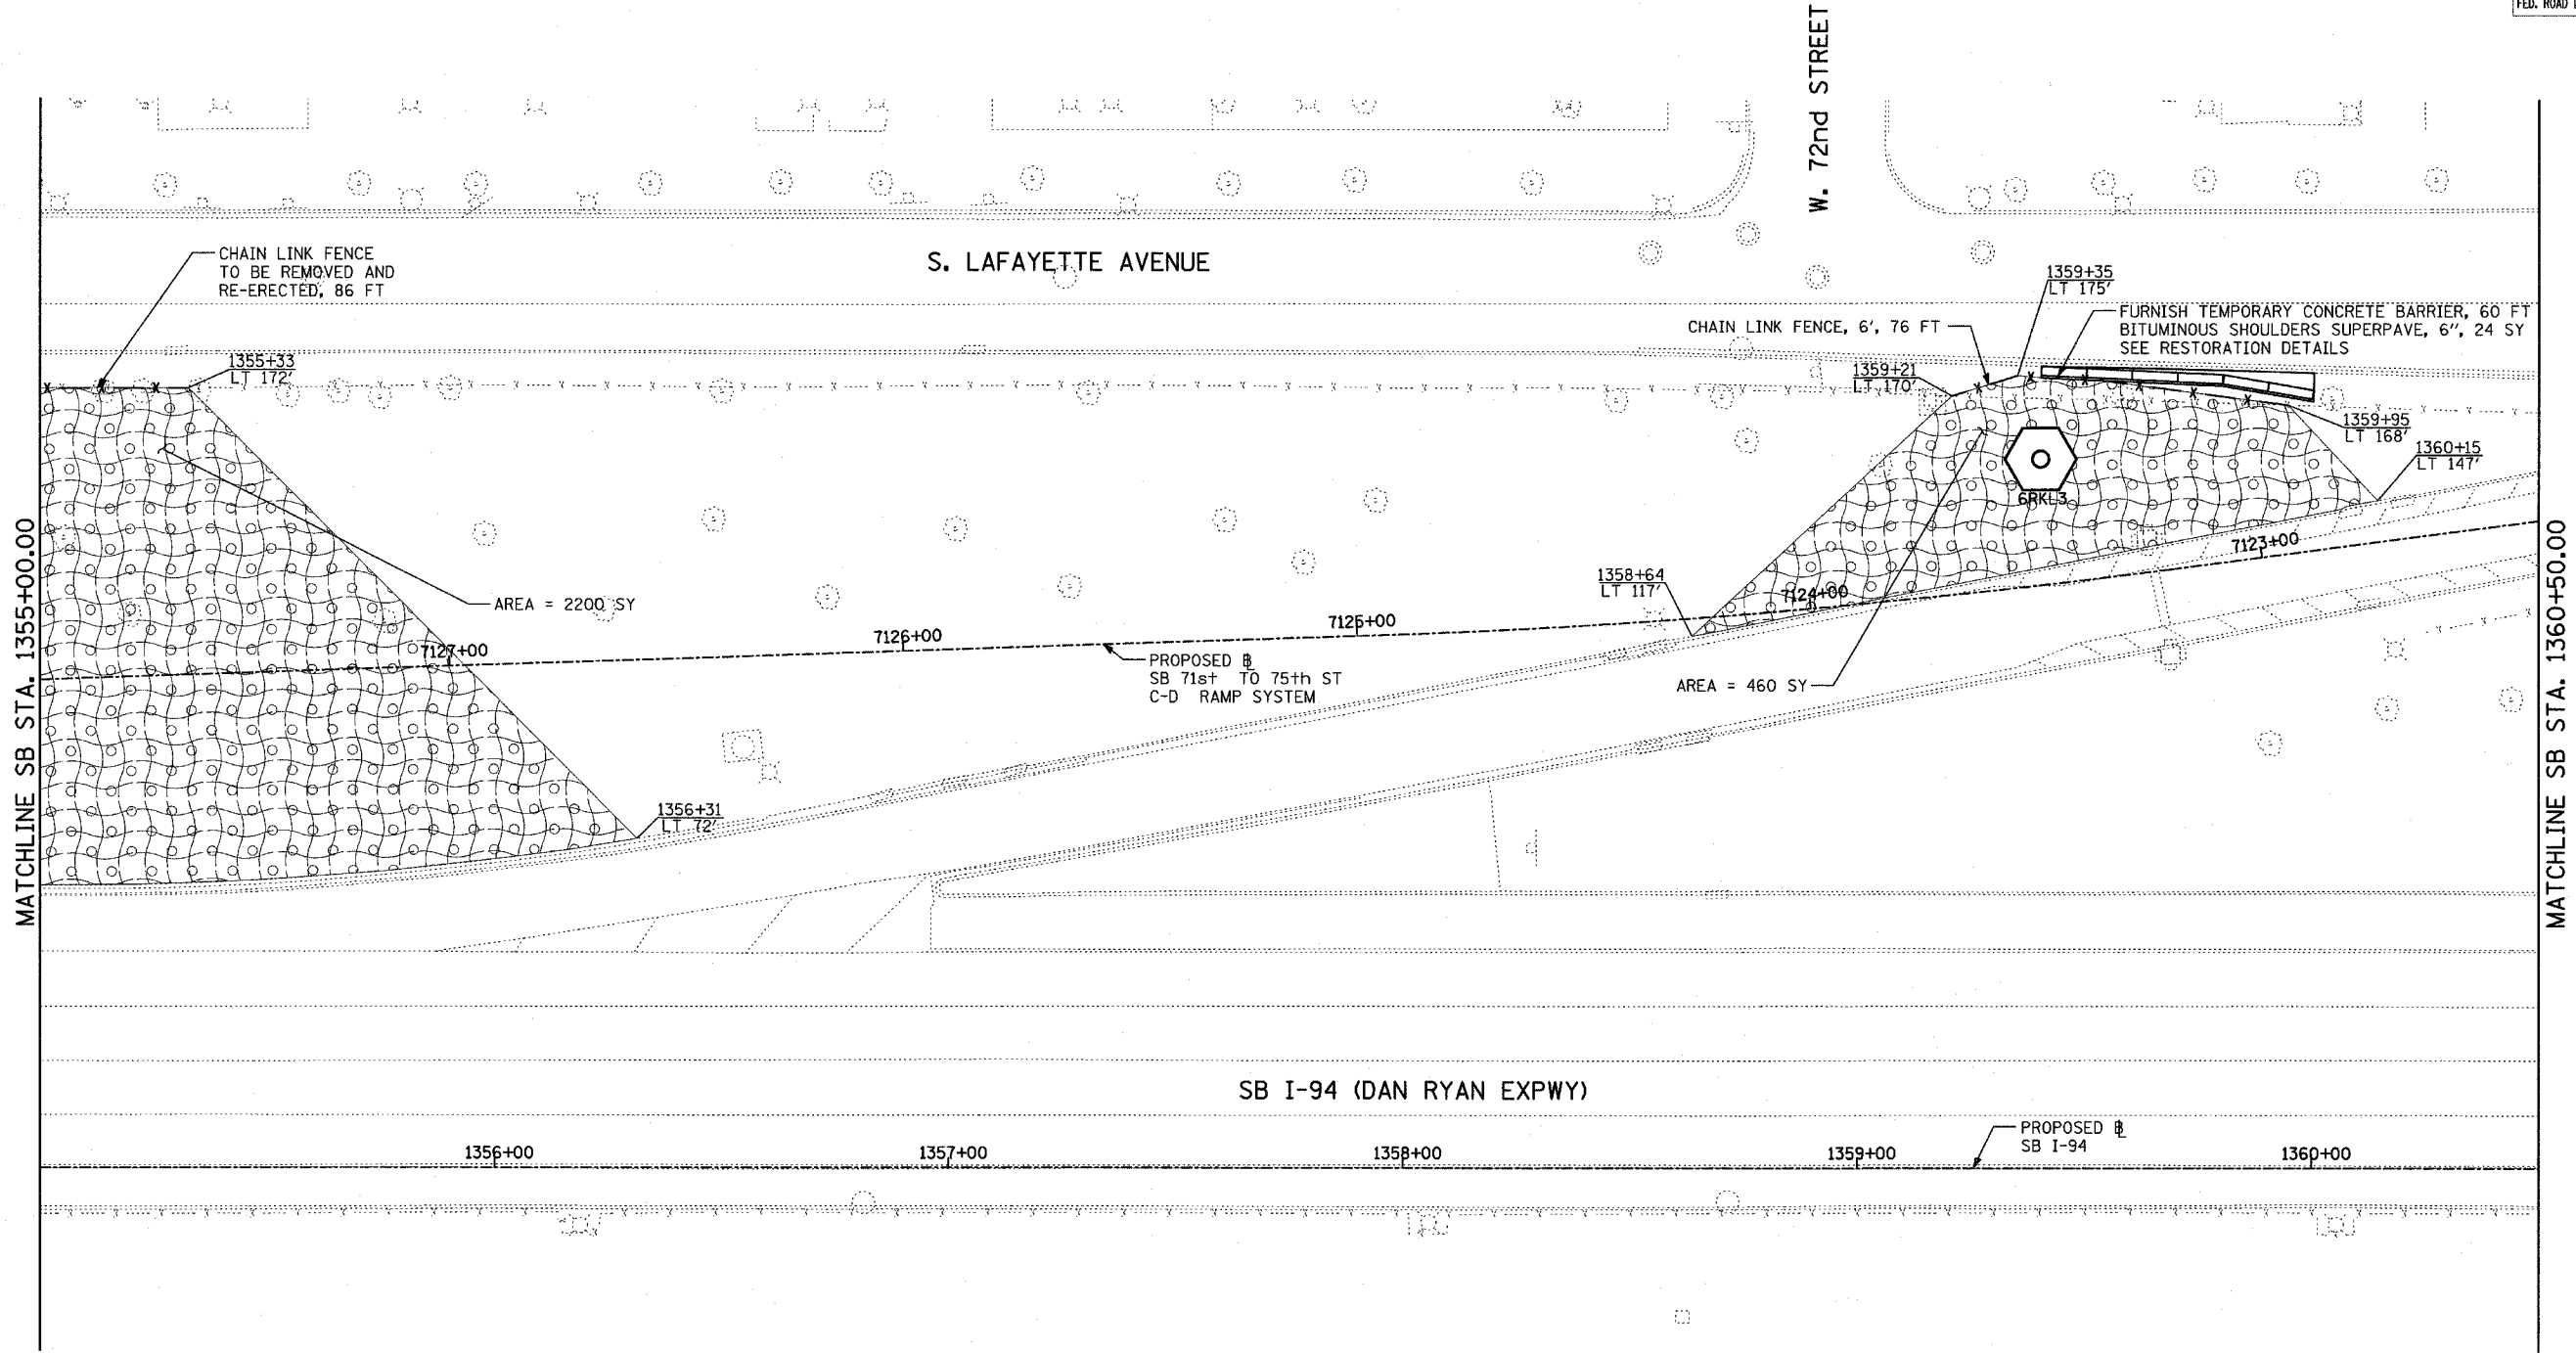 FED. ROAD
W. 72nd STREET
S. LAFAYETTE AVENUE
CHAIN LINK FENCE
TO BE REMOVED AND
RE-ERECTED, 86 FT
1355+33
LT 172'
1359+35
LT 175'
CHAIN LINK FENCE, 6', 76 FT
FURNISH TEMPORARY CONCRETE BARRIER, 60 FT
BITUMINOUS SHOULDERS SUPERPAVE, 6", 24 SY
SEE RESTORATION DETAILS
1359+21
LT 170'
1359+95
LT 168'
1360+15
LT 147'
6RKL3
MATCHLINE SB STA. 1355+00.00
MATCHLINE SB STA. 1360+50.00
7123+00
1358+64
LT 117'
7124+00
AREA = 2200 SY
7125+00
7126+00
7127+00
PROPOSED BL
SB 71st TO 75th ST
C-D RAMP SYSTEM
AREA = 460 SY
1356+31
LT 72'
SB I-94 (DAN RYAN EXPWY)
PROPOSED BL
SB I-94
1356+00
1357+00
1358+00
1359+00
1360+00